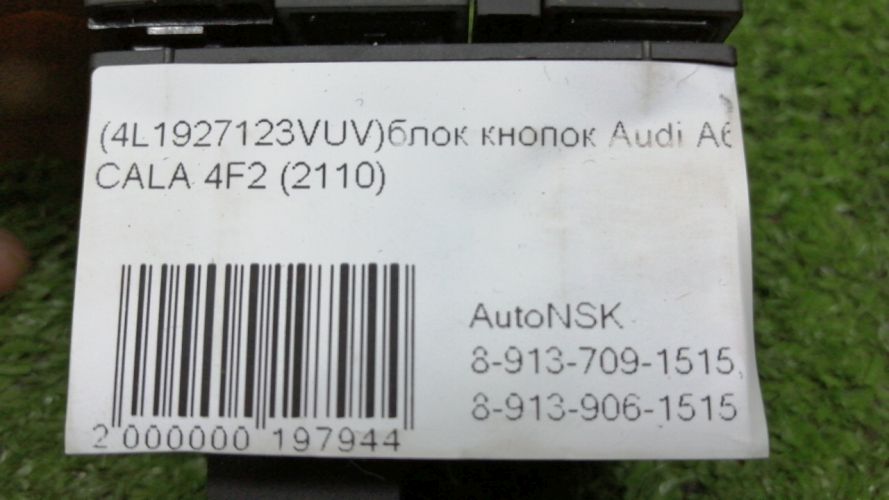 (4L1927123VUV)блок кнопок Audi A6
CALA 4F2 (2110)
AutoNSK
8-913-709-1515,
8-913-906-1515
2 000000 197944